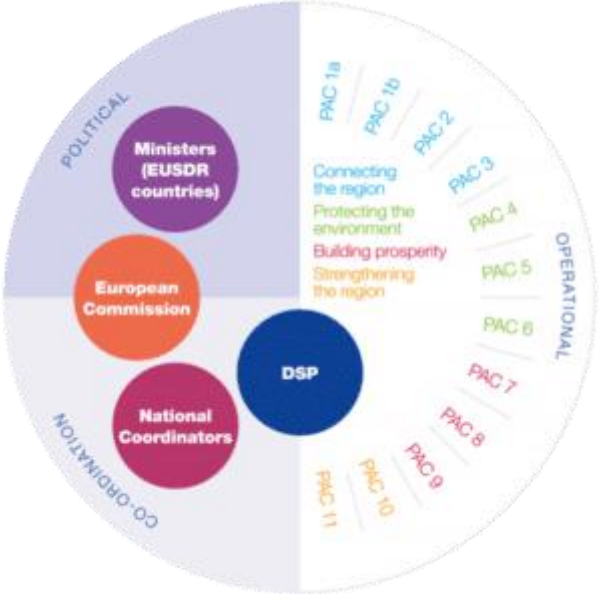 POLITICAL
Ministers
(EUSDR
countries)
European
Commission
National
Coordinators
CO-ORDINATION
DSP
Connecting
the region
Protecting the
environment
Building prosperity
Strengthening
the region
PAC 1a
PAC 1b
PAC 2
PAC 3
PAC 4
PAC 5
PAC 6
PAC 7
PAC 8
PAC 9
PAC 10
PAC 11
OPERATIONAL